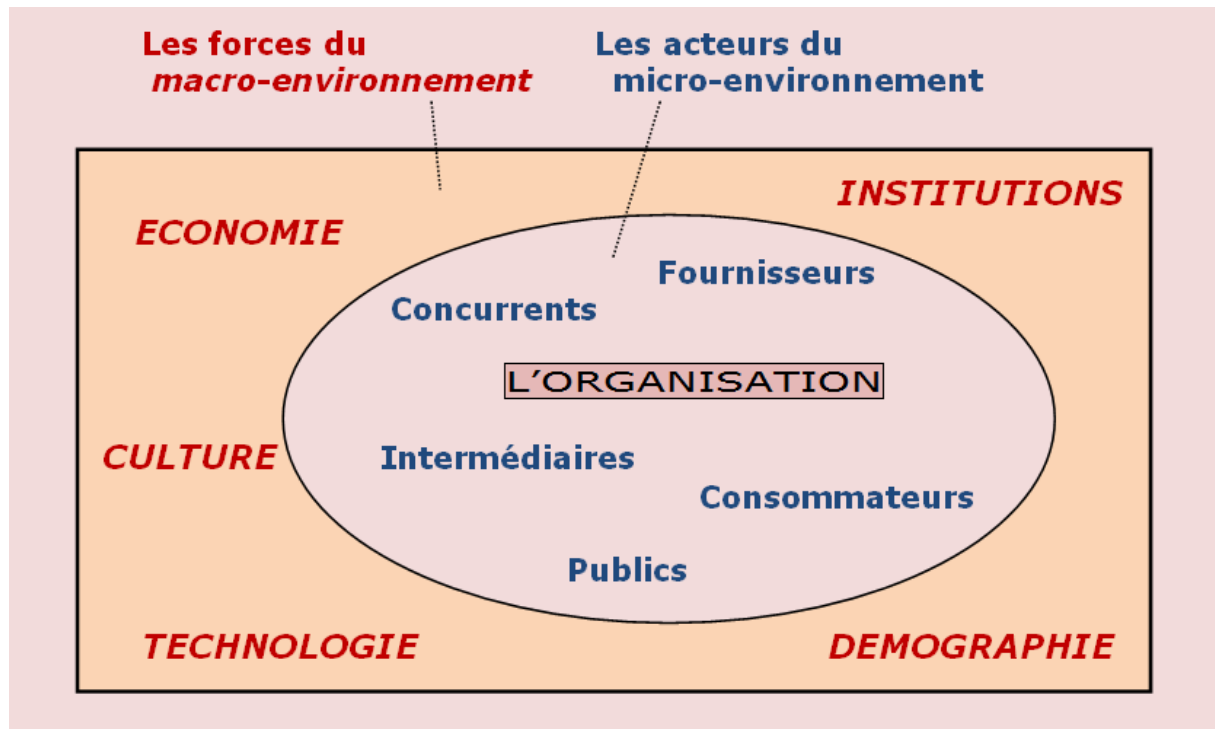 Les forces du
macro-environnement
Les acteurs du
micro-environnement
INSTITUTIONS
ECONOMIE
Fournisseurs
Concurrents
L’ORGANISATION
CULTURE
Intermédiaires
Consommateurs
Publics
TECHNOLOGIE
DEMOGRAPHIE